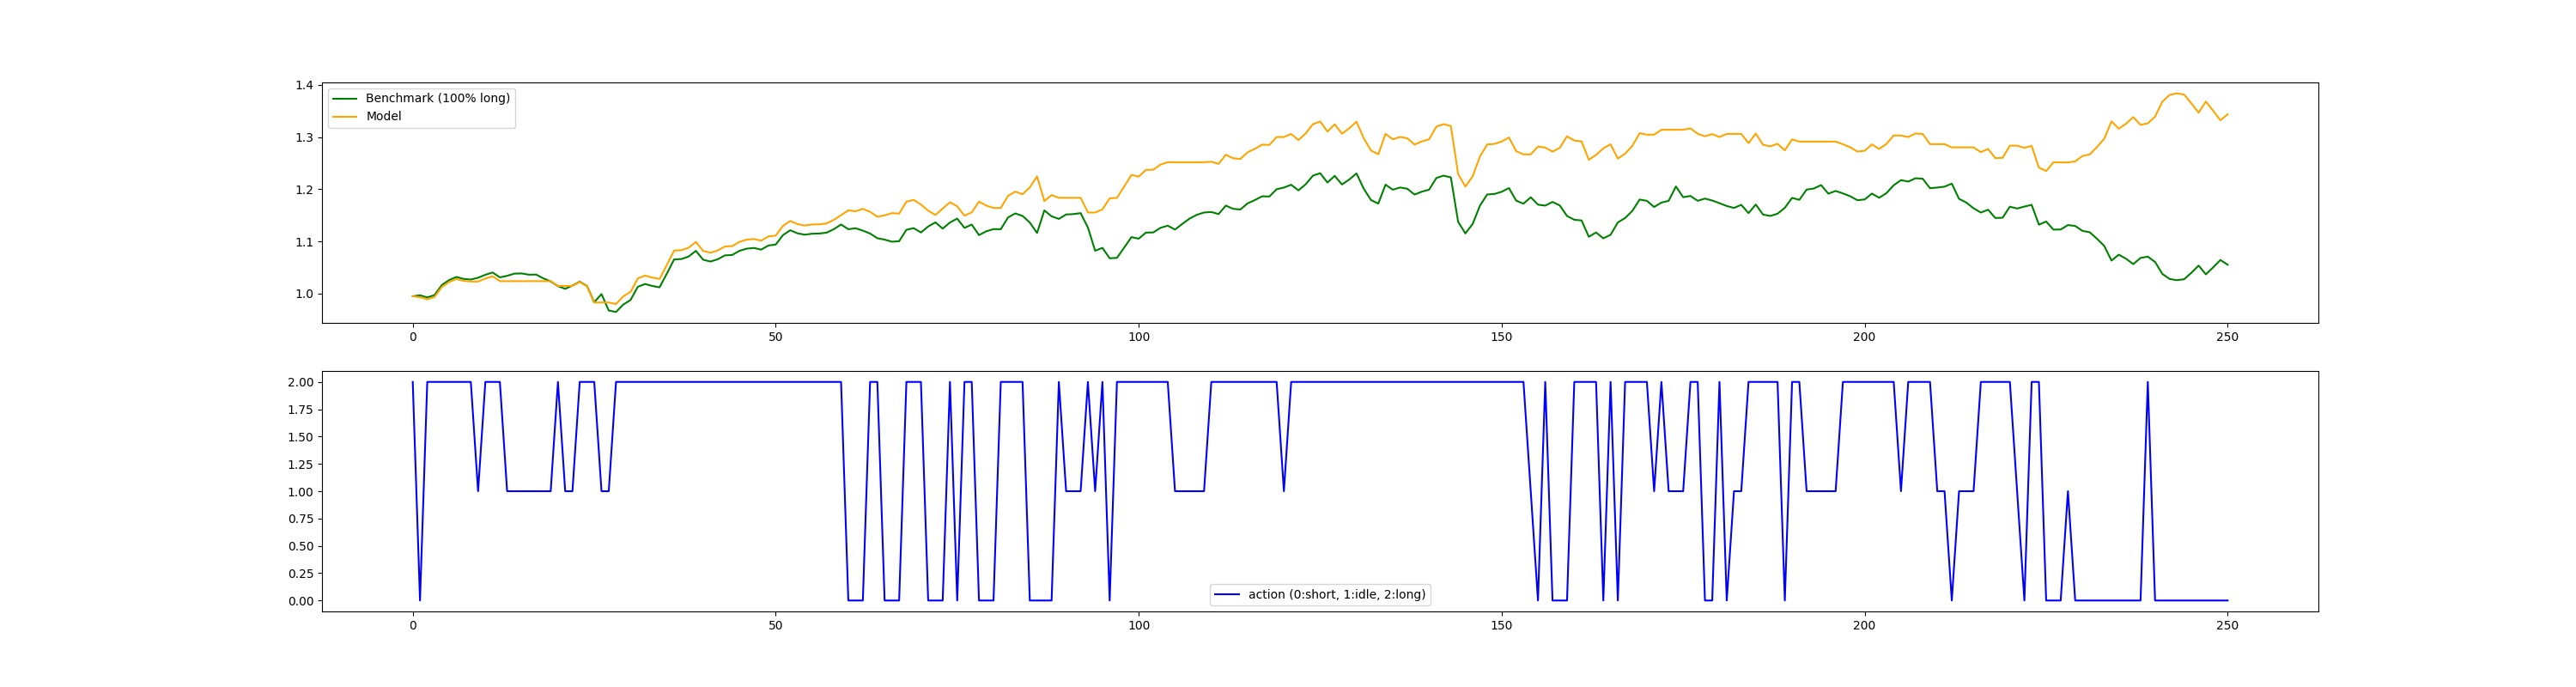 1.4
1.3
1.2
1.1
1.0
Benchmark (100% long)
Model
0 50 100 150 200 250
2.00
1.75
1.50
1.25
1.00
0.75
0.50
0.25
0.00
action (0:short, 1:idle, 2:long)
0 50 100 150 200 250